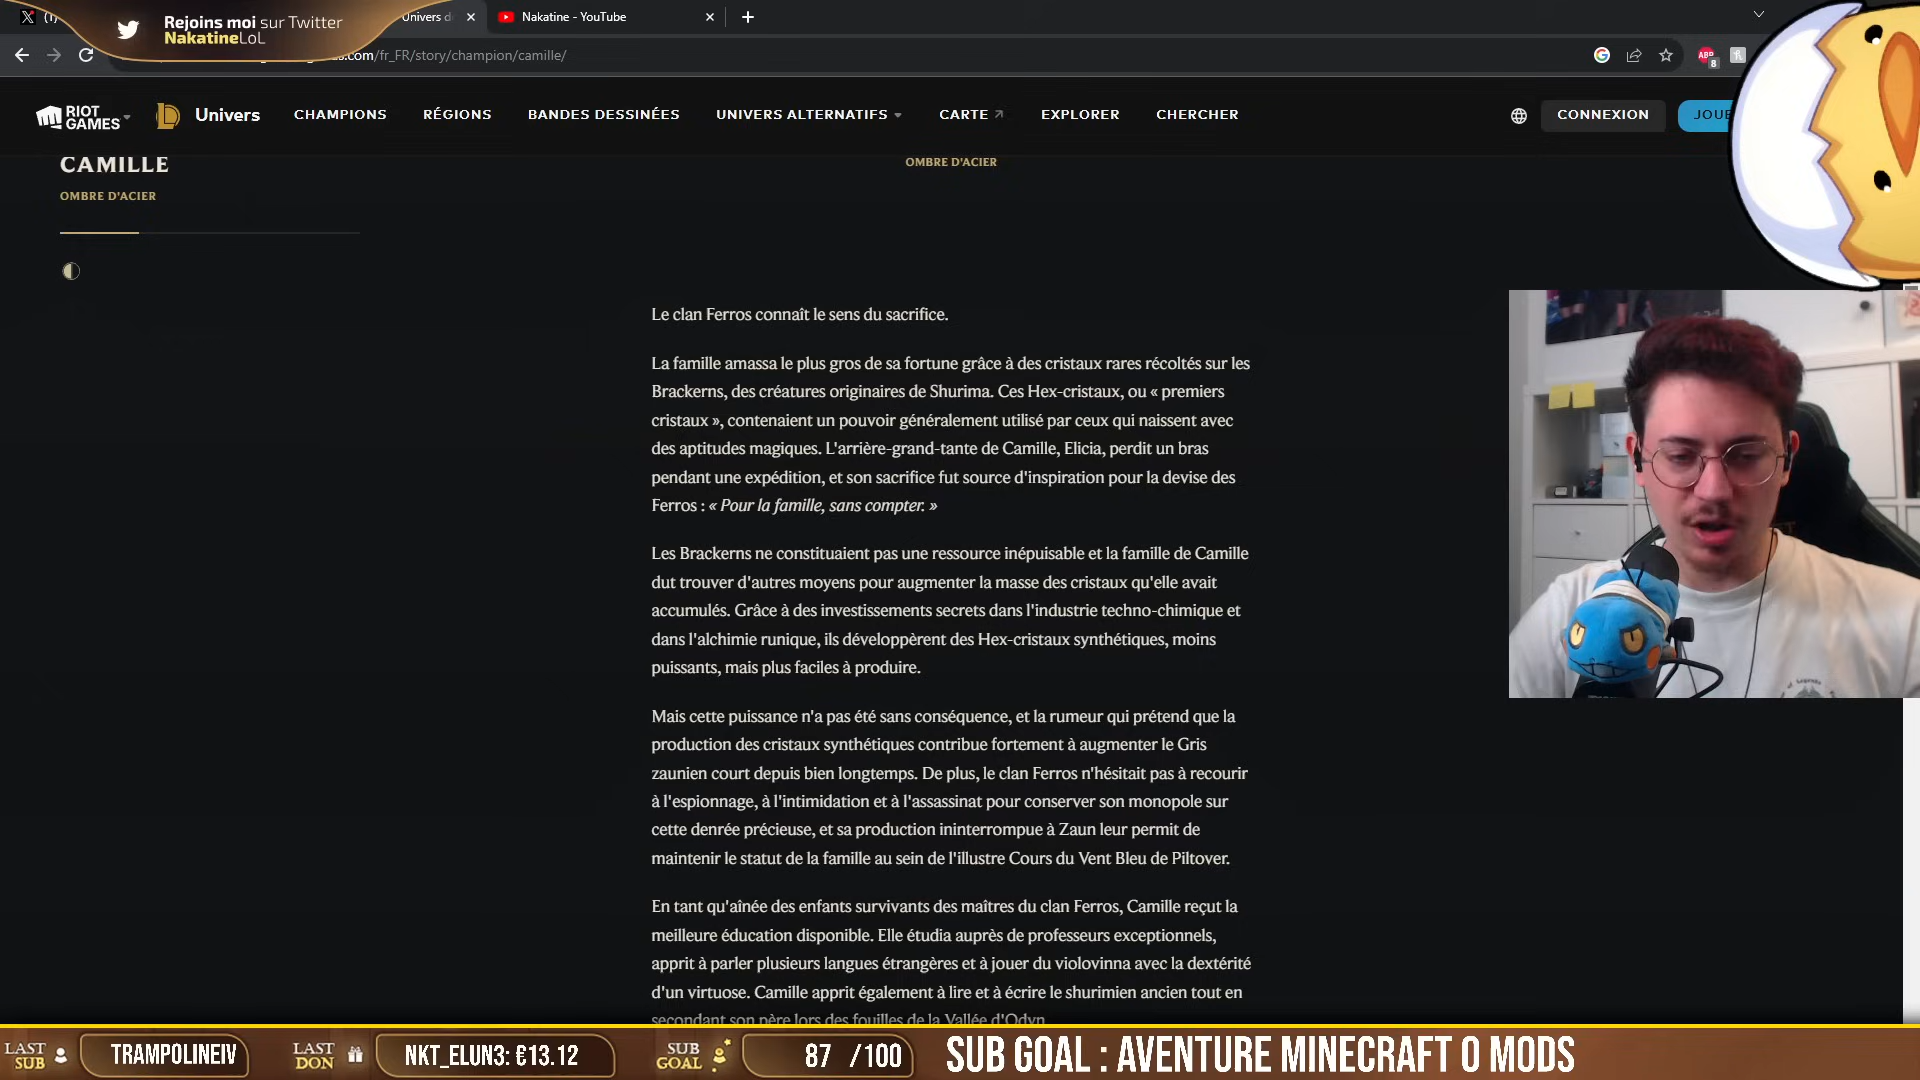 Rejoins moi sur Twitter
NakatineLoL
Univers d
Nakatine - YouTube
.com/fr_FR/story/champion/camille/
ABP
8
RIOT GAMES
Univers
CHAMPIONS
RÉGIONS
BANDES DESSINÉES
UNIVERS ALTERNATIFS
CARTE
EXPLORER
CHERCHER
CONNEXION
CAMILLE
OMBRE D'ACIER
OMBRE D'ACIER
Le clan Ferros connaît le sens du sacrifice.
La famille amassa le plus gros de sa fortune grâce à des cristaux rares récoltés sur les
Brackerns, des créatures originaires de Shurima. Ces Hex-cristaux, ou « premiers
cristaux », contenaient un pouvoir généralement utilisé par ceux qui naissent avec
des aptitudes magiques. L'arrière-grand-tante de Camille, Elicia, perdit un bras
pendant une expédition, et son sacrifice fut source d'inspiration pour la devise des
Ferros : « Pour la famille, sans compter. »
Les Brackerns ne constituaient pas une ressource inépuisable et la famille de Camille
dut trouver d'autres moyens pour augmenter la masse des cristaux qu'elle avait
accumulés. Grâce à des investissements secrets dans l'industrie techno-chimique et
dans l'alchimie runique, ils développèrent des Hex-cristaux synthétiques, moins
puissants, mais plus faciles à produire.
Mais cette puissance n'a pas été sans conséquence, et la rumeur qui prétend que la
production des cristaux synthétiques contribue fortement à augmenter le Gris
zaunien court depuis bien longtemps. De plus, le clan Ferros n'hésitait pas à recourir
à l'espionnage, à l'intimidation et à l'assassinat pour conserver son monopole sur
cette denrée précieuse, et sa production ininterrompue à Zaun leur permit de
maintenir le statut de la famille au sein de l'illustre Cours du Vent Bleu de Piltover.
En tant qu'aînée des enfants survivants des maîtres du clan Ferros, Camille reçut la
meilleure éducation disponible. Elle étudia auprès de professeurs exceptionnels,
apprit à parler plusieurs langues étrangères et à jouer du violovinna avec la dextérité
d'un virtuose. Camille apprit également à lire et à écrire le shurimien ancien tout en
secondant son père lors des fouilles de la Vallée d'Odyn.
LAST SUB
TRAMPOLINEIV
LAST DON
NKT_ELUN3: €13.12
SUB GOAL
87 /100
SUB GOAL : AVENTURE MINECRAFT 0 MODS